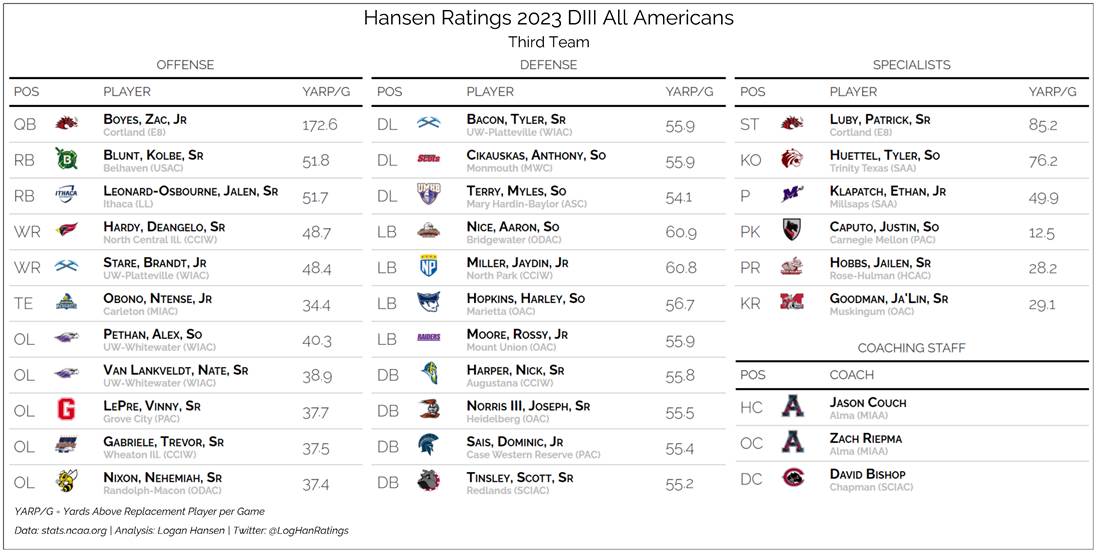 Hansen Ratings 2023 DIII All Americans
Third Team
OFFENSE
POS PLAYER YARP/G
QB Boyes, Zac, Jr 172.6
Cortland (E8)
RB B Blunt, Kolbe, Sr 51.8
Belhaven (USAC)
RB ITHACA Leonard-Osbourne, Jalen, Sr 51.7
Ithaca (LL)
WR Hardy, Deangelo, Sr 48.7
North Central Ill. (CCIW)
WR Stare, Brandt, Jr 48.4
UW-Platteville (WIAC)
TE Obono, Ntense, Jr 34.4
Carleton (MIAC)
OL Pethan, Alex, So 40.3
UW-Whitewater (WIAC)
OL Van Lankveldt, Nate, Sr 38.9
UW-Whitewater (WIAC)
OL G LePre, Vinny, Sr 37.7
Grove City (PAC)
OL Gabriele, Trevor, Sr 37.5
Wheaton Ill. (CCIW)
OL Nixon, Nehemiah, Sr 37.4
Randolph-Macon (ODAC)
DEFENSE
POS PLAYER YARP/G
DL Bacon, Tyler, Sr 55.9
UW-Platteville (WIAC)
DL Scots Cikauskas, Anthony, So 55.9
Monmouth (MWC)
DL UMHB Terry, Myles, So 54.1
Mary Hardin-Baylor (ASC)
LB Nice, Aaron, So 60.9
Bridgewater (ODAC)
LB NP Miller, Jaydin, Jr 60.8
North Park (CCIW)
LB Hopkins, Harley, So 56.7
Marietta (OAC)
LB RAIDERS Moore, Rossy, Jr 55.9
Mount Union (OAC)
DB Harper, Nick, Sr 55.8
Augustana (CCIW)
DB Norris III, Joseph, Sr 55.5
Heidelberg (OAC)
DB Sais, Dominic, Jr 55.4
Case Western Reserve (PAC)
DB Tinsley, Scott, Sr 55.2
Redlands (SCIAC)
SPECIALISTS
POS PLAYER YARP/G
ST Luby, Patrick, Sr 85.2
Cortland (E8)
KO Huettel, Tyler, So 76.2
Trinity Texas (SAA)
P M Klapatch, Ethan, Jr 49.9
Millsaps (SAA)
PK Caputo, Justin, So 12.5
Carnegie Mellon (PAC)
PR Hobbs, Jailen, Sr 28.2
Rose-Hulman (HCAC)
KR M Goodman, Ja'Lin, Sr 29.1
Muskingum (OAC)
COACHING STAFF
POS COACH
HC A Jason Couch
Alma (MIAA)
OC A Zach Riepma
Alma (MIAA)
DC C David Bishop
Chapman (SCIAC)
YARP/G = Yards Above Replacement Player per Game
Data: stats.ncaa.org | Analysis: Logan Hansen | Twitter: @LogHanRatings